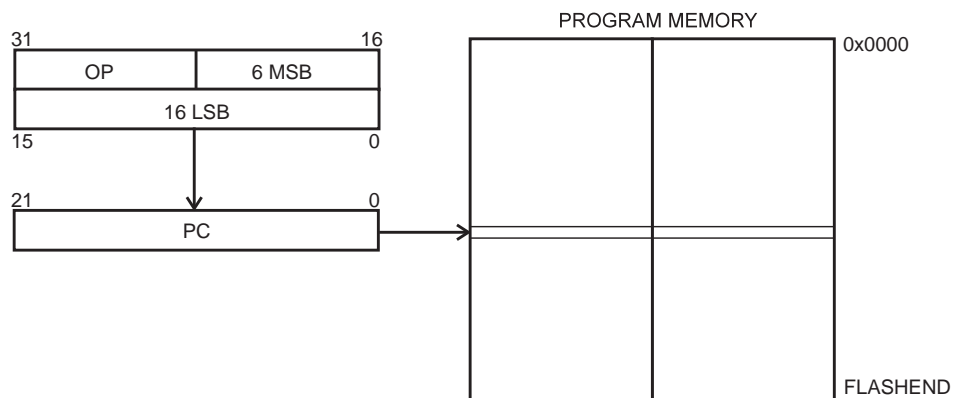 PROGRAM MEMORY
31 16
0x0000
OP 6 MSB
16 LSB
15 0
21 0
PC
FLASHEND